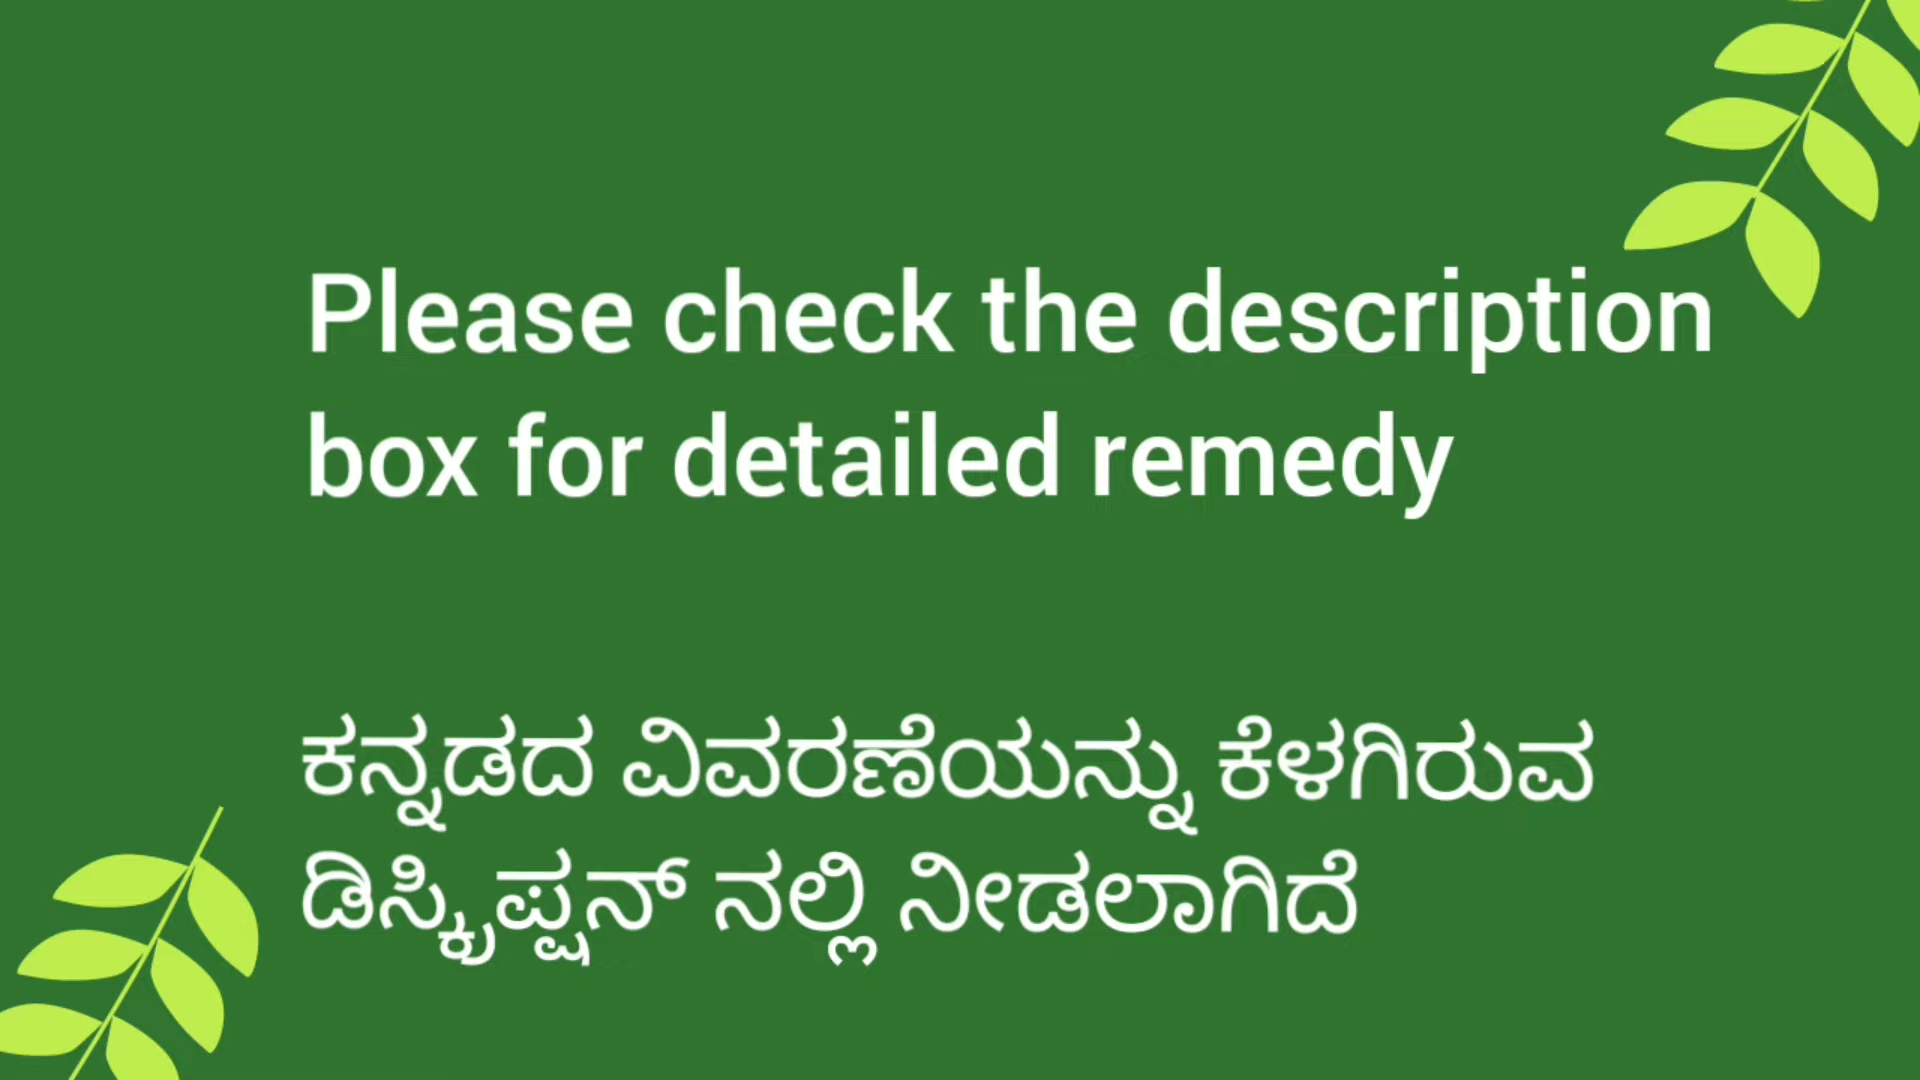 Please check the description
box for detailed remedy
ಕನ್ನಡದ ವಿವರಣೆಯನ್ನು ಕೆಳಗಿರುವ
ಡಿಸ್ಕ್ರಿಪ್ಷನ್ ನಲ್ಲಿ ನೀಡಲಾಗಿದೆ